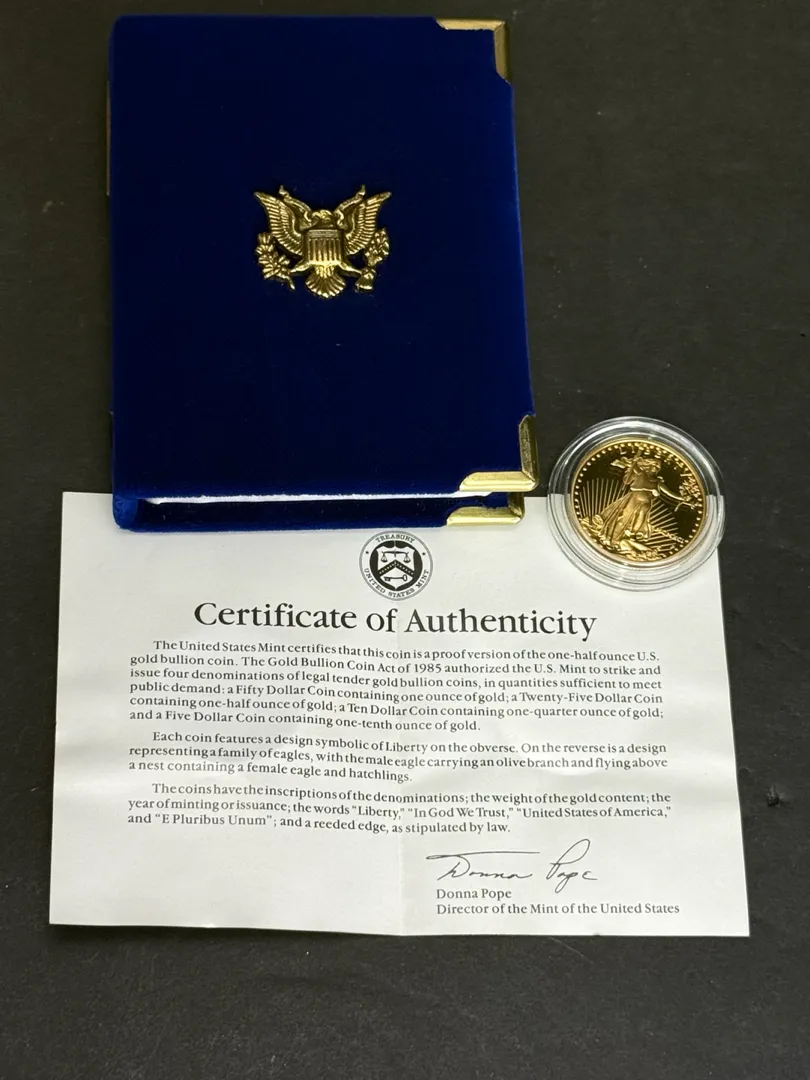 LIBERTY
TREASURY
UNITED STATES MINT
Certificate of Authenticity
The United States Mint certifies that this coin is a proof version of the one-half ounce U.S.
gold bullion coin. The Gold Bullion Coin Act of 1985 authorized the U.S. Mint to strike and
issue four denominations of legal tender gold bullion coins, in quantities sufficient to meet
public demand: a Fifty Dollar Coin containing one ounce of gold; a Twenty-Five Dollar Coin
containing one-half ounce of gold; a Ten Dollar Coin containing one-quarter ounce of gold;
and a Five Dollar Coin containing one-tenth ounce of gold.
Each coin features a design symbolic of Liberty on the obverse. On the reverse is a design
representing a family of eagles, with the male eagle carrying an olive branch and flying above
a nest containing a female eagle and hatchlings.
The coins have the inscriptions of the denominations; the weight of the gold content; the
year of minting or issuance; the words "Liberty," "In God We Trust," "United States of America,"
and "E Pluribus Unum"; and a reeded edge, as stipulated by law.
Donna Pope
Donna Pope
Director of the Mint of the United States